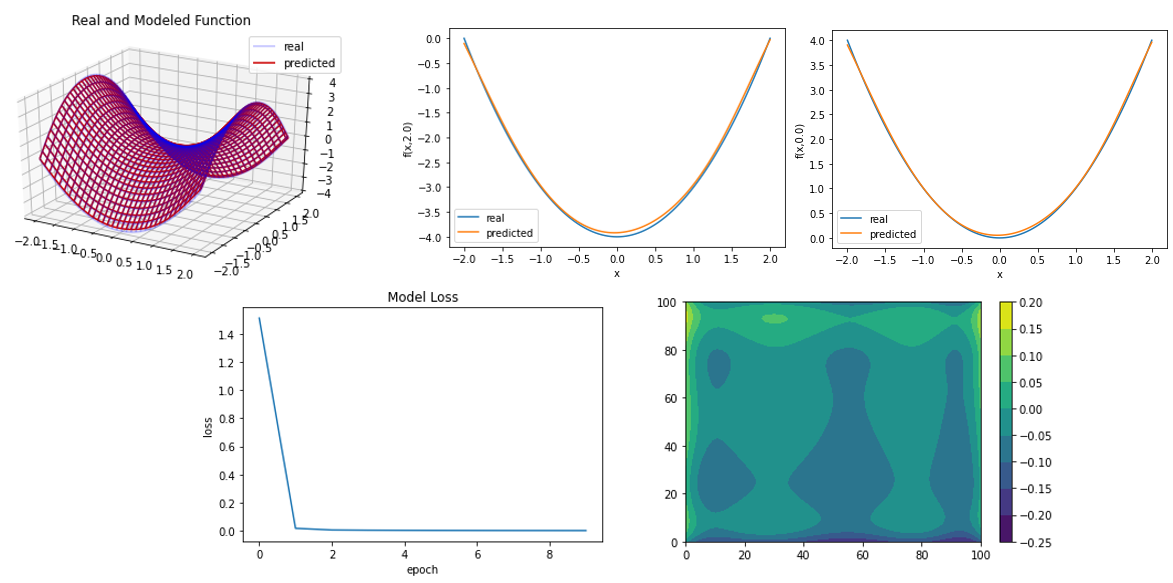 Real and Modeled Function
real
predicted
4
3
2
1
0
−1
−2
−3
−4
−2.0 −1.5 −1.0 −0.5 0.0 0.5 1.0 1.5 2.0
−2.0 −1.5 −1.0 −0.5 0.0 0.5 1.0 1.5 2.0
0.0
−0.5
−1.0
−1.5
−2.0
−2.5
−3.0
−3.5
−4.0
f(x,2.0)
real
predicted
−2.0 −1.5 −1.0 −0.5 0.0 0.5 1.0 1.5 2.0
x
4.0
3.5
3.0
2.5
2.0
1.5
1.0
0.5
0.0
f(x,0.0)
real
predicted
−2.0 −1.5 −1.0 −0.5 0.0 0.5 1.0 1.5 2.0
x
Model Loss
1.4
1.2
1.0
0.8
0.6
0.4
0.2
0.0
loss
0 2 4 6 8
epoch
100
80
60
40
20
0
0 20 40 60 80 100
0.20
0.15
0.10
0.05
0.00
−0.05
−0.10
−0.15
−0.20
−0.25